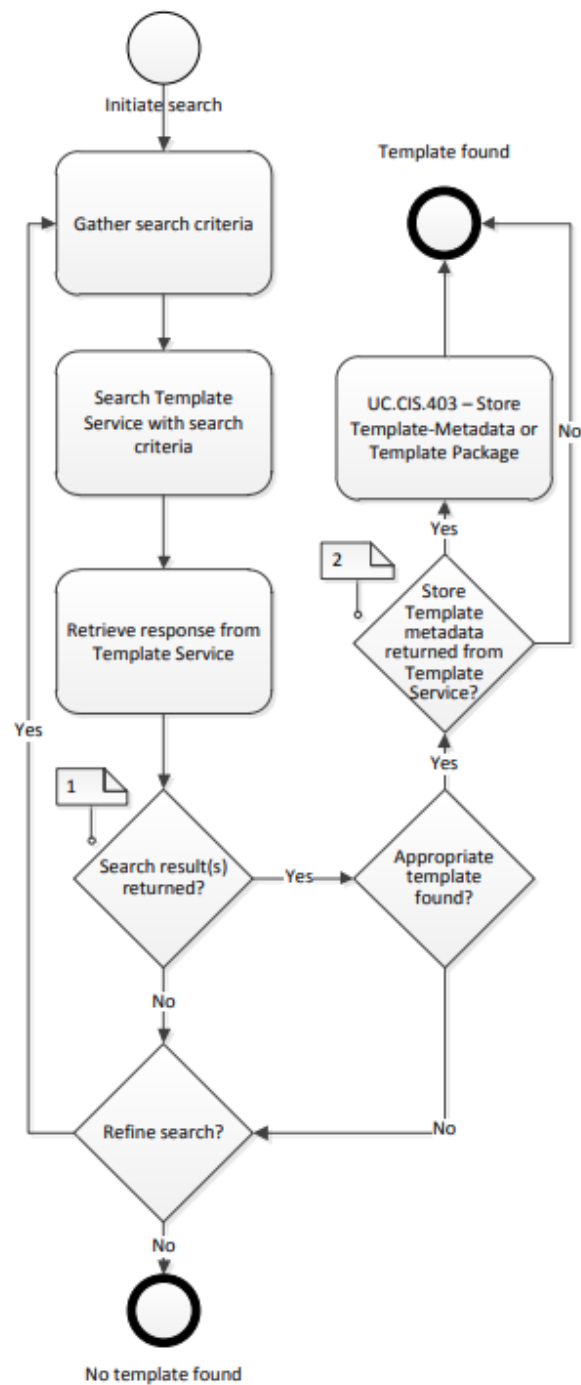 Initiate search
Gather search criteria
Search Template
Service with search
criteria
Retrieve response from
Template Service
1
Search result(s)
returned?
Yes
No
Refine search?
Yes
No
No template found
Appropriate
template
found?
No
Yes
2
Store
Template
metadata
returned from
Template
Service?
Yes
No
UC.CIS.403 – Store
Template-Metadata or
Template Package
Template found